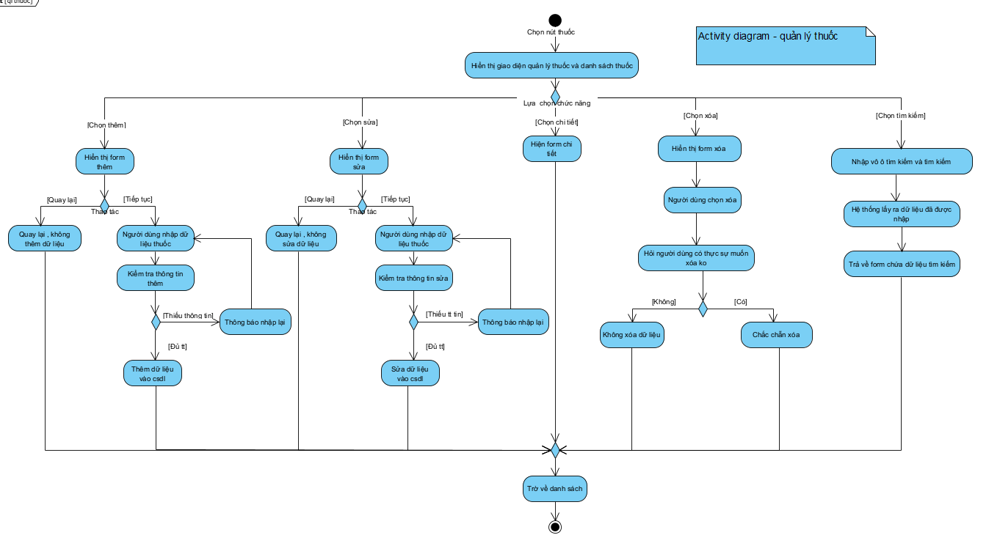 [ql thuốc]
Chọn nút thuốc
Activity diagram - quản lý thuốc
Hiển thị giao diện quản lý thuốc và danh sách thuốc
Lựa chọn chức năng
[Chọn thêm]
[Chọn sửa]
[Chọn chi tiết]
[Chọn xóa]
[Chọn tìm kiếm]
Hiển thị form
thêm
Hiển thị form
sửa
Hiện form chi
tiết
Hiển thị form xóa
Nhập vô ô tìm kiếm và tìm kiếm
[Quay lại]
[Tiếp tục]
Thao tác
[Quay lại]
[Tiếp tục]
Thao tác
Người dùng chọn xóa
Hệ thống lấy ra dữ liệu đã được
nhập
Quay lại , không
thêm dữ liệu
Người dùng nhập dữ
liệu thuốc
Quay lại , không
sửa dữ liệu
Người dùng nhập dữ
liệu thuốc
Hỏi người dùng có thực sự muốn
xóa ko
Trả về form chứa dữ liệu tìm kiếm
Kiểm tra thông tin
thêm
Kiểm tra thông tin sửa
[Không]
[Có]
[Thiếu thông tin]
Thông báo nhập lại
[Thiếu tt tin]
Thông báo nhập lại
Không xóa dữ liệu
Chắc chắn xóa
[Đủ tt]
[Đủ tt]
Thêm dữ liệu
vào csdl
Sửa dữ liệu
vào csdl
Trờ về danh sách